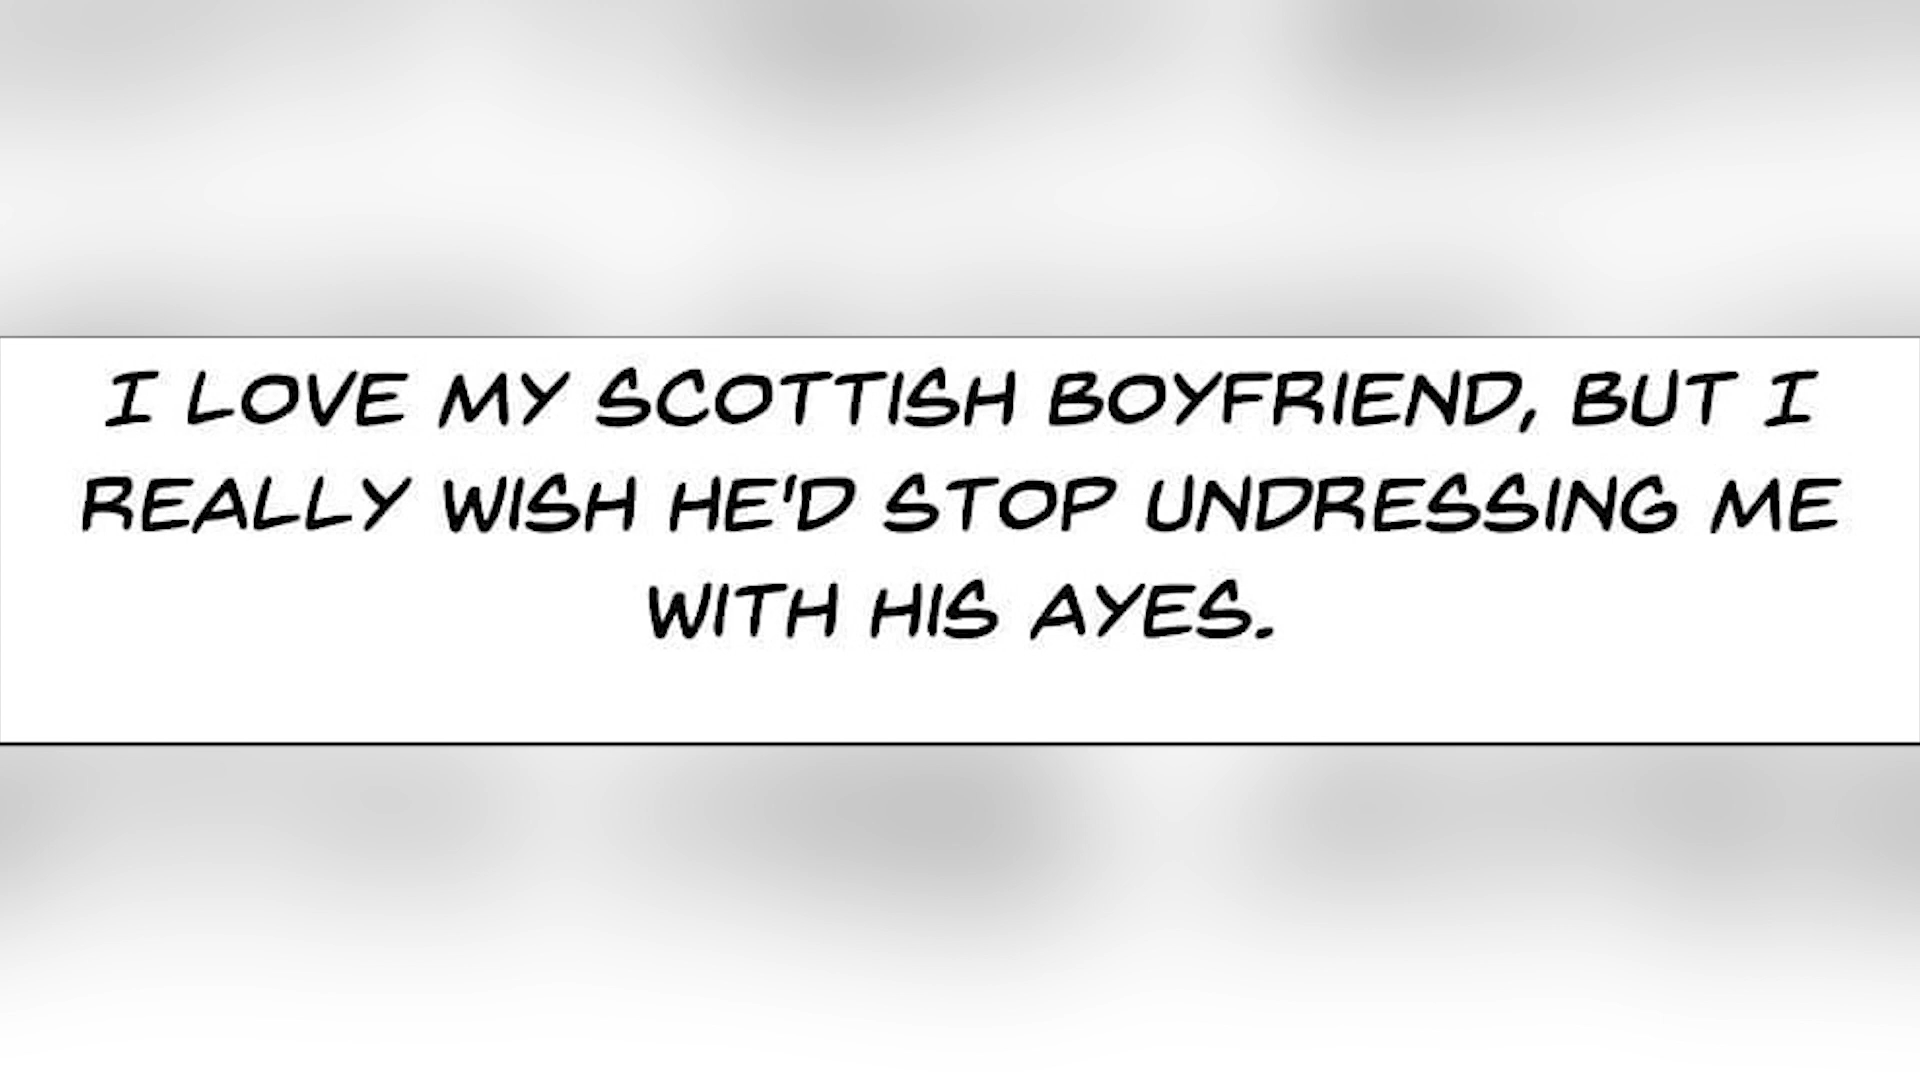 I LOVE MY SCOTTISH BOYFRIEND, BUT I
REALLY WISH HE'D STOP UNDRESSING ME
WITH HIS AYES.